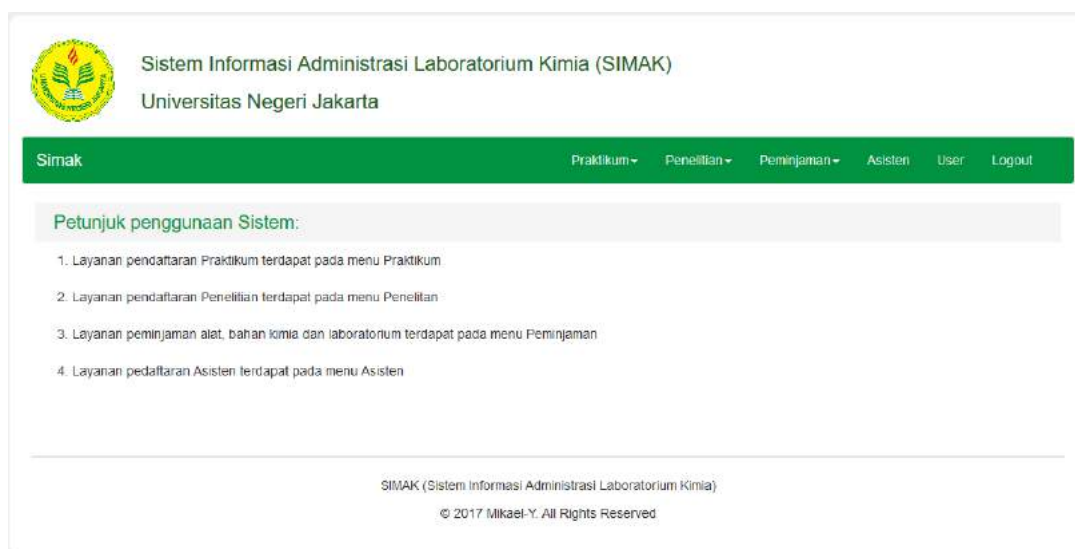 Sistem Informasi Administrasi Laboratorium Kimia (SIMAK)
Universitas Negeri Jakarta
Simak
Praktikum
Penelitian
Peminjaman
Asisten
User
Logout
Petunjuk penggunaan Sistem:
1. Layanan pendaftaran Praktikum terdapat pada menu Praktikum
2. Layanan pendaftaran Penelitian terdapat pada menu Penelitan
3. Layanan peminjaman alat, bahan kimia dan laboratorium terdapat pada menu Peminjaman
4. Layanan pedaftaran Asisten terdapat pada menu Asisten
SIMAK (Sistem Informasi Administrasi Laboratorium Kimia)
© 2017 Mikael-Y. All Rights Reserved